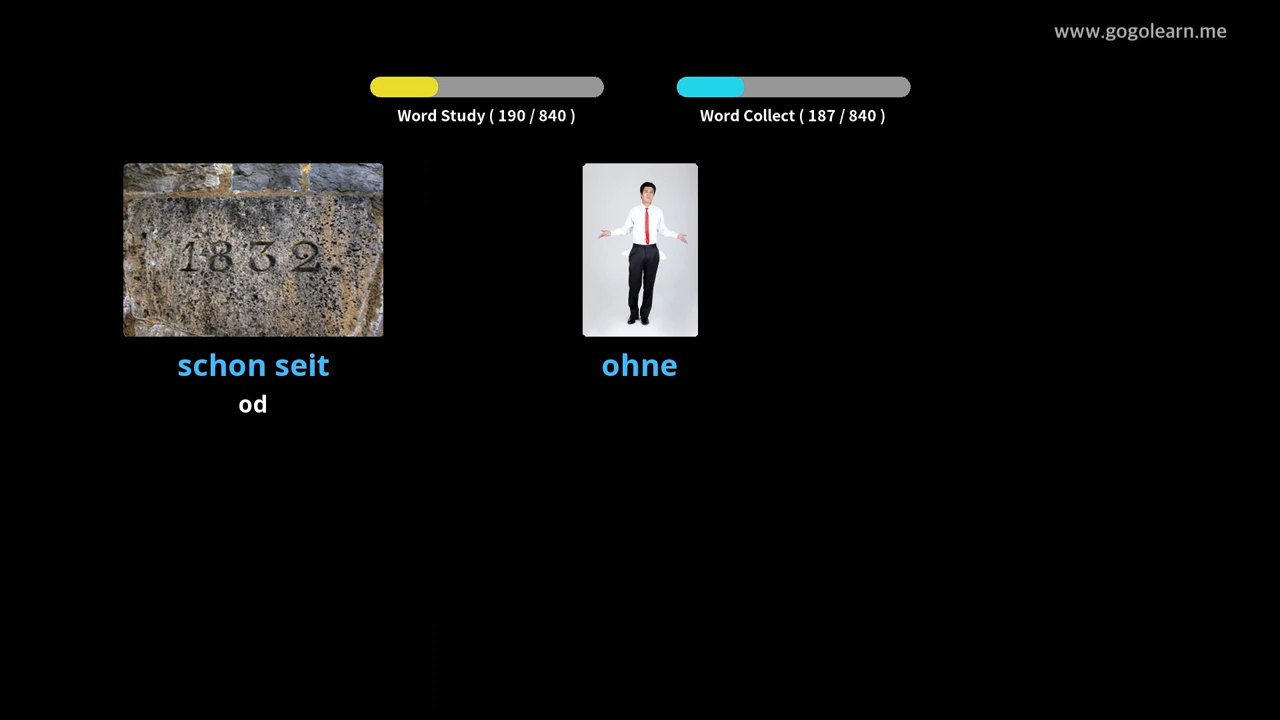 www.gogolearn.me
Word Study ( 190 / 840 )
Word Collect ( 187 / 840 )
1832.
schon seit
ohne
od